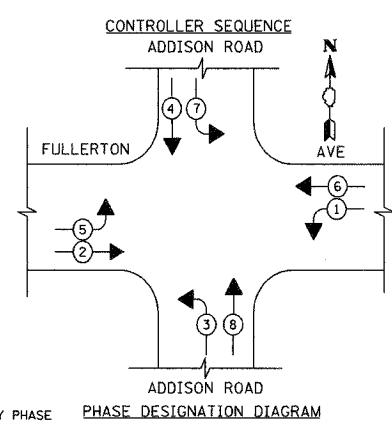 CONTROLLER SEQUENCE
ADDISON ROAD
N
4 7
FULLERTON AVE
6
1
5
2
3 8
ADDISON ROAD
Y PHASE PHASE DESIGNATION DIAGRAM